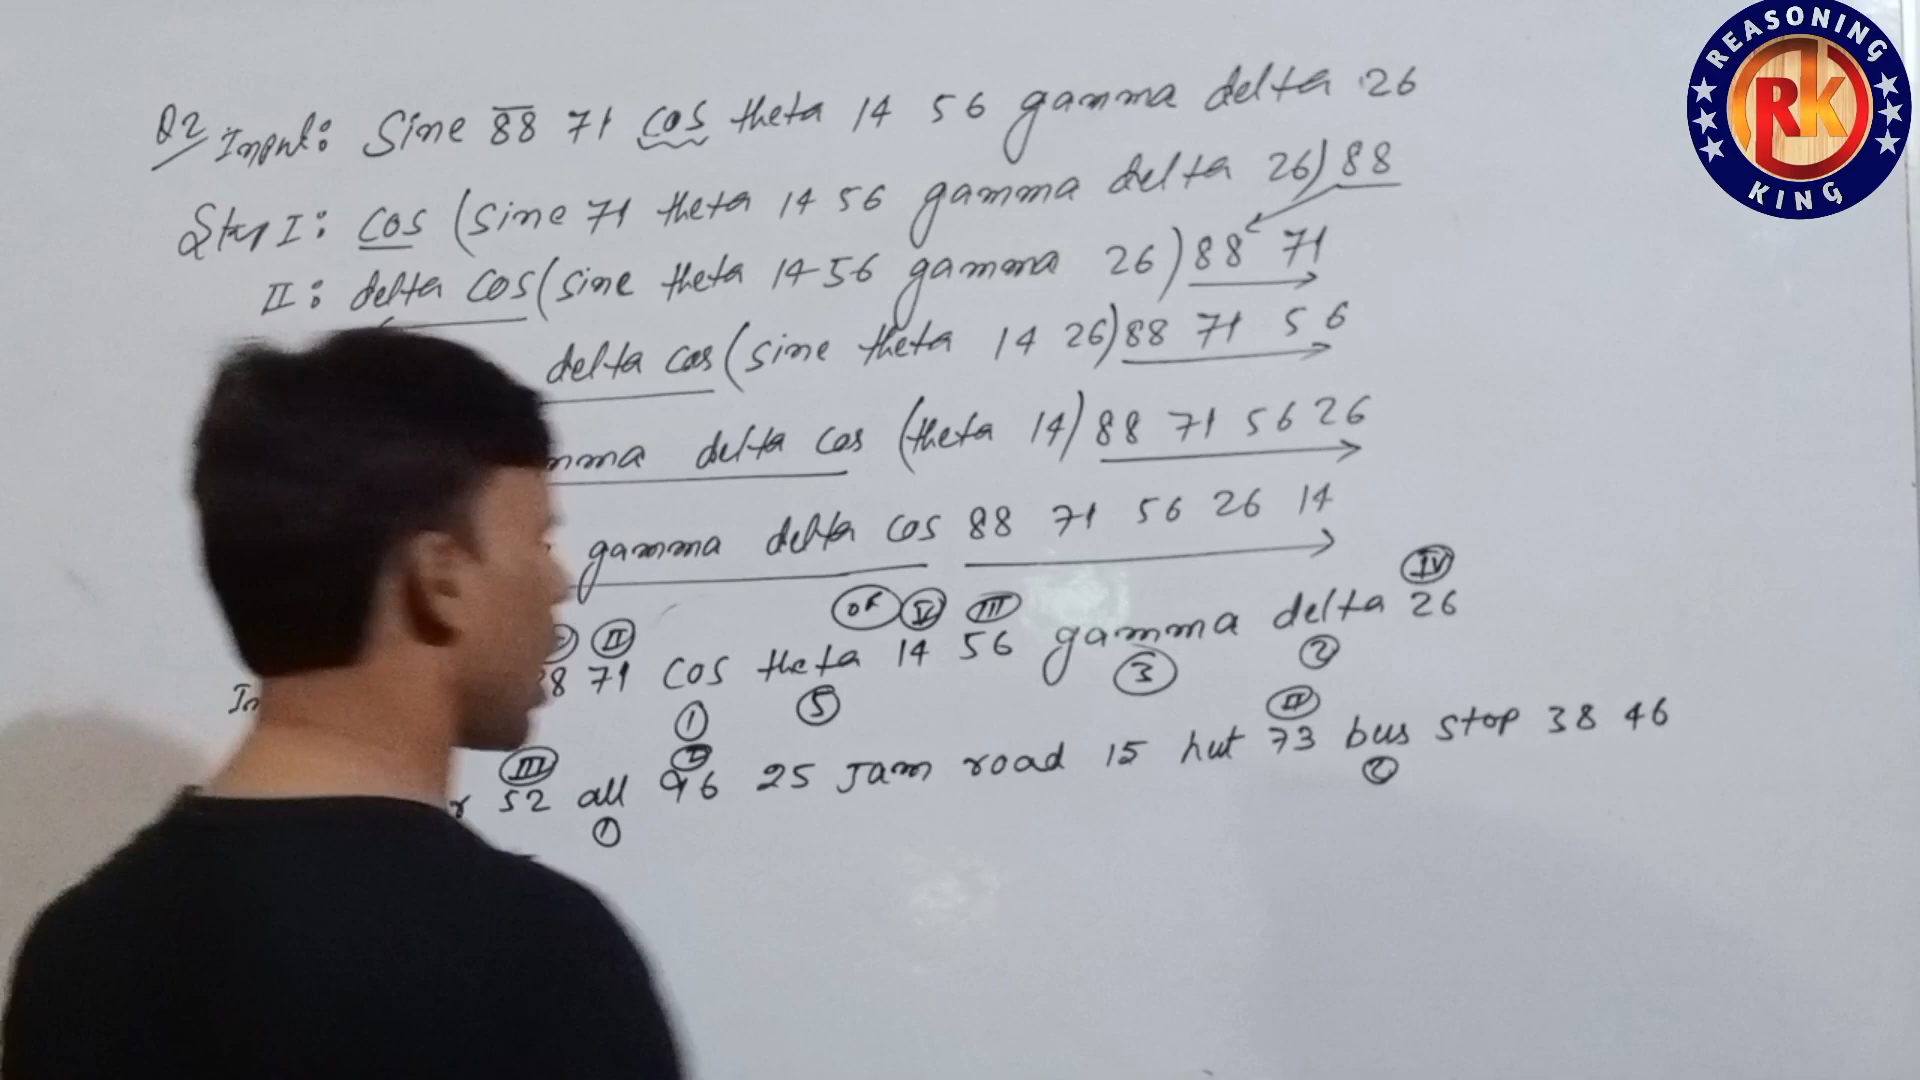 REASONING
RK
KING
Q2 Input: Sine 88 71 cos theta 14 56 gamma delta 26
Step I: cos (sine 71 theta 14 56 gamma delta 26) 88
II: delta cos (sine theta 14 56 gamma 26) 88 71
delta cos (sine theta 14 26) 88 71 56
mma delta cos (theta 14) 88 71 56 26
gamma delta cos 88 71 56 26 14
II or V III IV
In 8 71 cos theta 14 56 gamma delta 26
1 5 3 2
III I II
r 52 all 96 25 Jam road 15 hut 73 bus stop 38 46
1 2